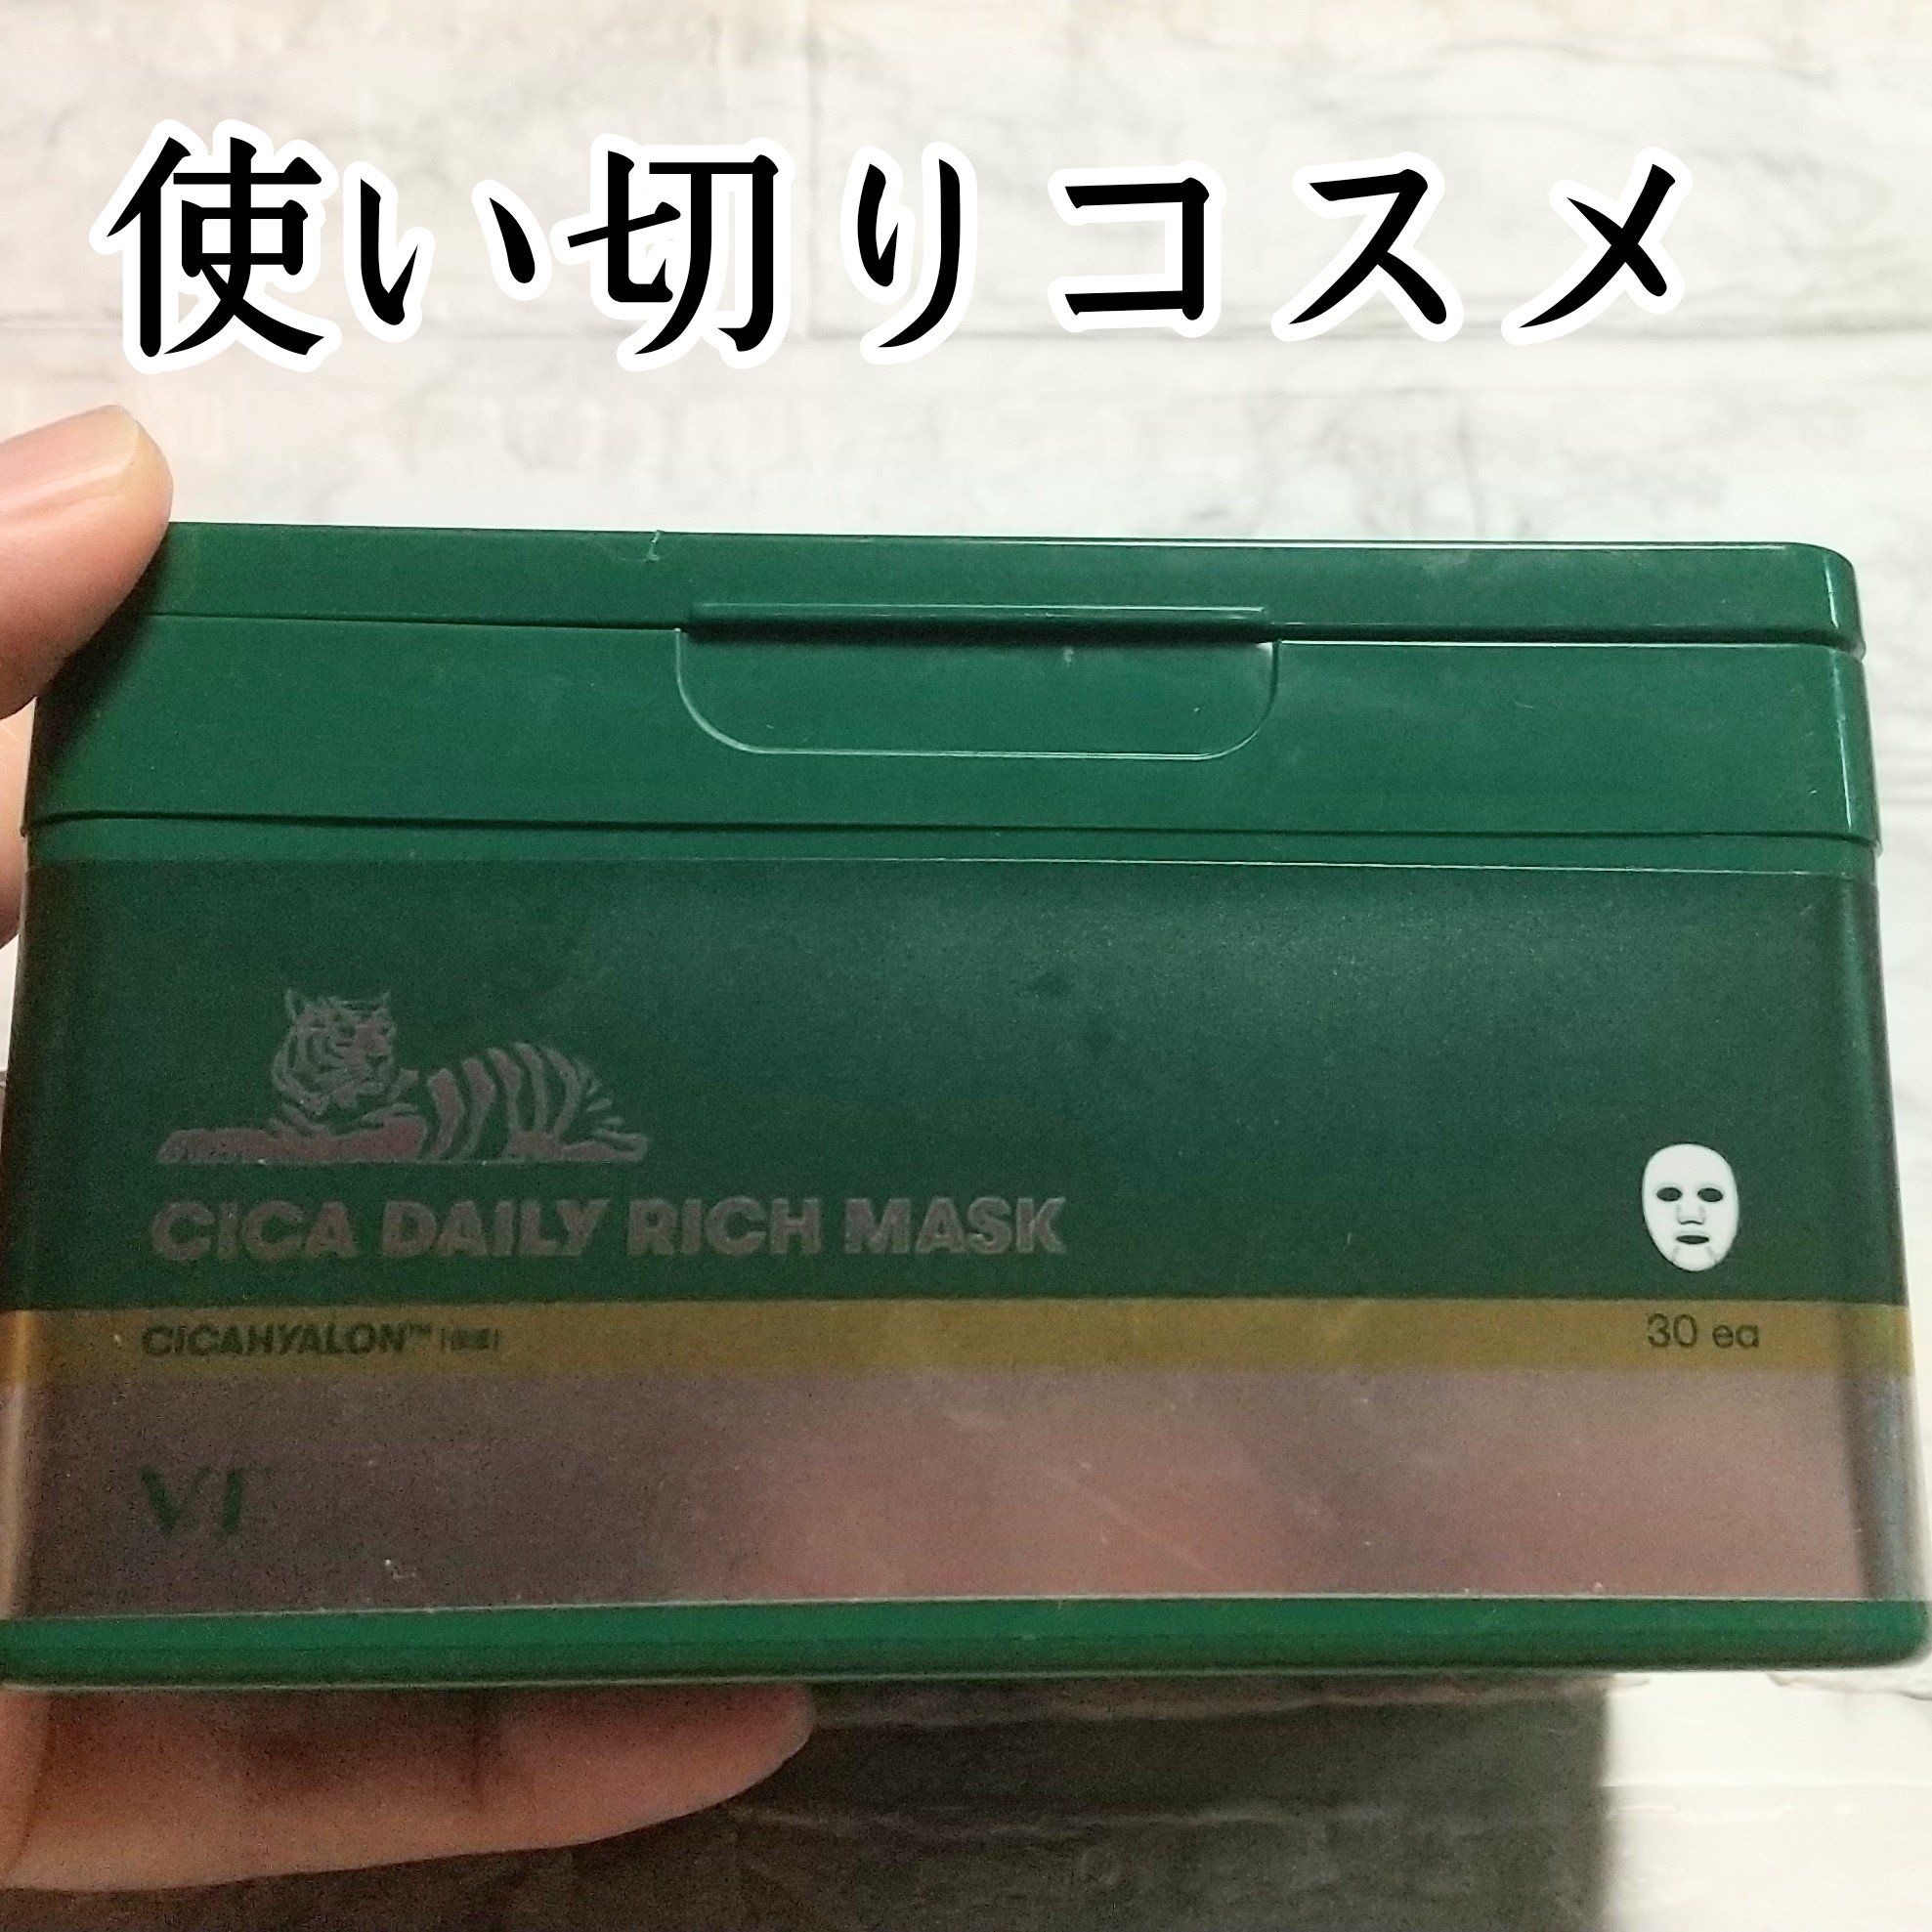 使い切りコスメ
CICA DAILY RICH MASK
CICAHYALON™
30 ea
VT